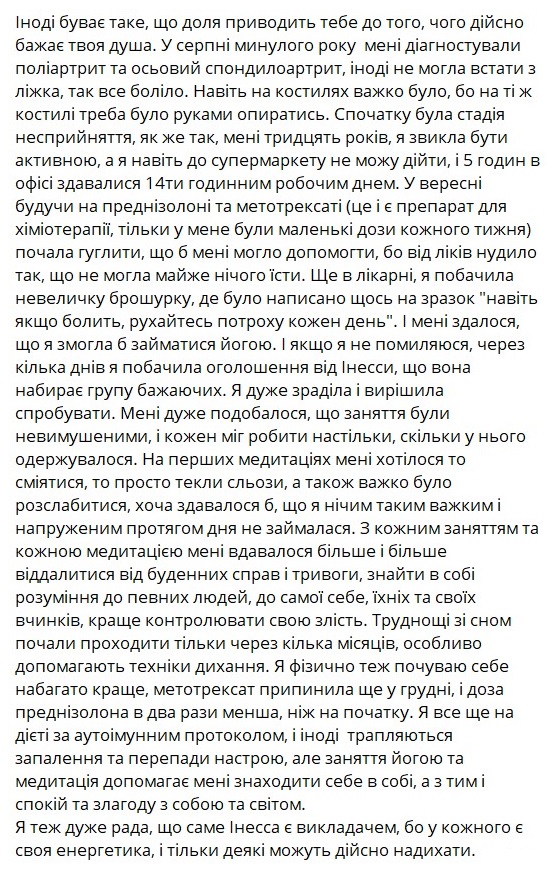 Іноді буває таке, що доля приводить тебе до того, чого дійсно
бажає твоя душа. У серпні минулого року  мені діагностували
поліартрит та осьовий спондилоартрит, іноді не могла встати з
ліжка, так все боліло. Навіть на костилях важко було, бо на ті ж
костилі треба було руками опиратись. Спочатку була стадія
несприйняття, як же так, мені тридцять років, я звикла бути
активною, а я навіть до супермаркету не можу дійти, і 5 годин в
офісі здавалися 14ти годинним робочим днем. У вересні
будучи на преднізолоні та метотрексаті (це і є препарат для
хіміотерапії, тільки у мене були маленькі дози кожного тижня)
почала гуглити, що б мені могло допомогти, бо від ліків нудило
так, що не могла майже нічого їсти. Ще в лікарні, я побачила
невеличку брошурку, де було написано щось на зразок "навіть
якщо болить, рухайтесь потроху кожен день". І мені здалося,
що я змогла б займатися йогою. І якщо я не помиляюся, через
кілька днів я побачила оголошення від Інесси, що вона
набирає групу бажаючих. Я дуже зраділа і вирішила
спробувати. Мені дуже подобалося, що заняття були
невимушеними, і кожен міг робити настільки, скільки у нього
одержувалося. На перших медитаціях мені хотілося то
сміятися, то просто текли сльози, а також важко було
розслабитися, хоча здавалося б, що я нічим таким важким і
напруженим протягом дня не займалася. З кожним заняттям та
кожною медитацією мені вдавалося більше і більше
віддалитися від буденних справ і тривоги, знайти в собі
розуміння до певних людей, до самої себе, їхніх та своїх
вчинків, краще контролювати свою злість. Труднощі зі сном
почали проходити тільки через кілька місяців, особливо
допомагають техніки дихання. Я фізично теж почуваю себе
набагато краще, метотрексат припинила ще у грудні, і доза
преднізолона в два рази менша, ніж на початку. Я все ще на
дієті за аутоімунним протоколом, і іноді  трапляються
запалення та перепади настрою, але заняття йогою та
медитація допомагає мені знаходити себе в собі, а з тим і
спокій та злагоду з собою та світом.
Я теж дуже рада, що саме Інесса є викладачем, бо у кожного є
своя енергетика, і тільки деякі можуть дійсно надихати.